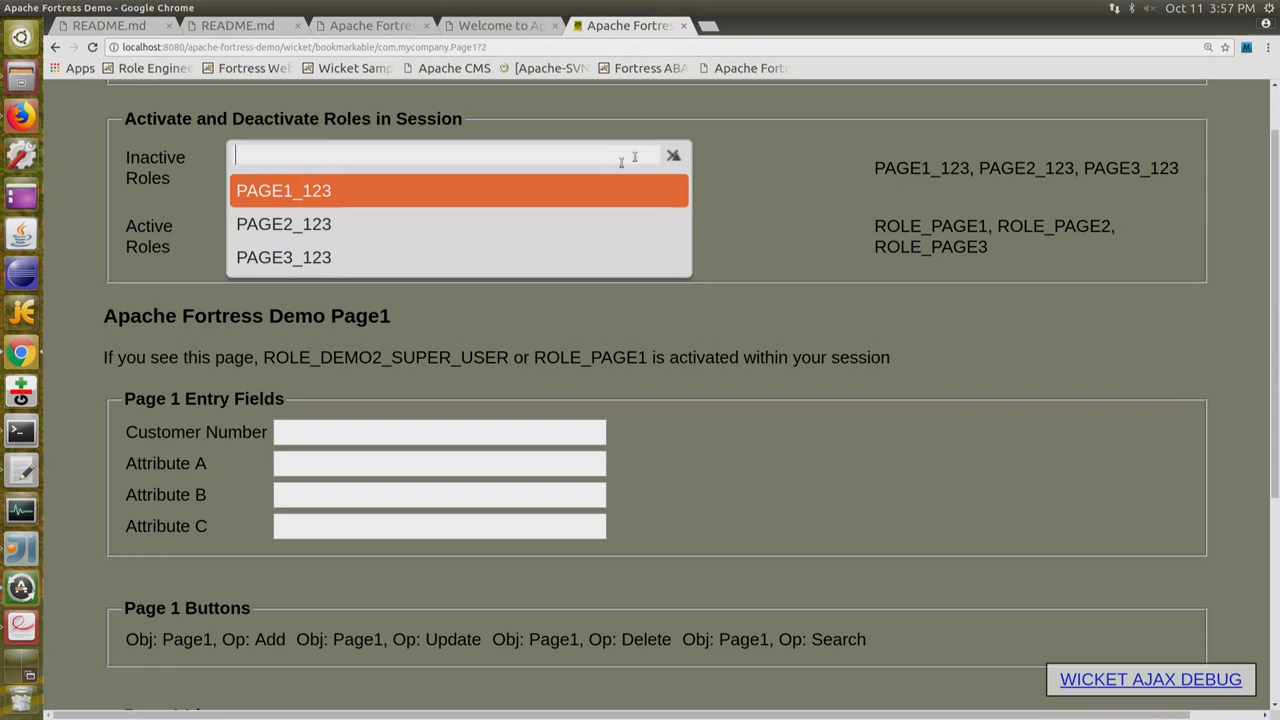 Apache Fortress Demo - Google Chrome
Oct 11 3:57 PM
README.md
README.md
Apache Fortres
Welcome to Ap
Apache Fortres
localhost:8080/apache-fortress-demo/wicket/bookmarkable/com.mycompany.Page1?2
Apps
Role Engine
Fortress We
Wicket Samp
Apache CMS
[Apache-SVN
Fortress ABA
Apache Fort
Activate and Deactivate Roles in Session
Inactive
Roles
PAGE1_123
PAGE2_123
PAGE3_123
PAGE1_123, PAGE2_123, PAGE3_123
Active
Roles
ROLE_PAGE1, ROLE_PAGE2,
ROLE_PAGE3
Apache Fortress Demo Page1
If you see this page, ROLE_DEMO2_SUPER_USER or ROLE_PAGE1 is activated within your session
Page 1 Entry Fields
Customer Number
Attribute A
Attribute B
Attribute C
Page 1 Buttons
Obj: Page1, Op: Add Obj: Page1, Op: Update Obj: Page1, Op: Delete Obj: Page1, Op: Search
WICKET AJAX DEBUG